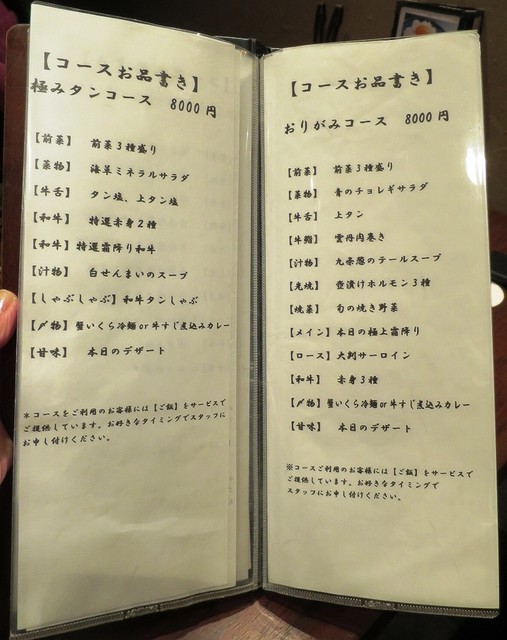 【コースお品書き】
極みタンコース 8000円
【前菜】 前菜3種盛り
【菜物】 海草ミネラルサラダ
【牛舌】 タン塩、上タン塩
【和牛】 特選赤身2種
【和牛】 特選霜降り和牛
【汁物】 白ぜんまいのスープ
【しゃぶしゃぶ】和牛タンしゃぶ
【〆物】蟹いくら冷麺or牛すじ煮込みカレー
【甘味】 本日のデザート
※コースをご利用のお客様には【ご飯】をサービスで
ご提供しています。お好きなタイミングでスタッフに
お申し付けください。
【コースお品書き】
おりがみコース 8000円
【前菜】 前菜3種盛り
【菜物】 青のチョレギサラダ
【牛舌】 上タン
【牛鮨】 雲丹肉巻き
【汁物】 九条葱のテールスープ
【先焼】 壺漬けホルモン3種
【焼菜】 旬の焼き野菜
【メイン】本日の極上霜降り
【ロース】大判サーロイン
【和牛】 赤身3種
【〆物】蟹いくら冷麺or牛すじ煮込みカレー
【甘味】 本日のデザート
※コースご利用のお客様には【ご飯】をサービスで
ご提供しています。お好きなタイミングで
スタッフにお申し付けください。